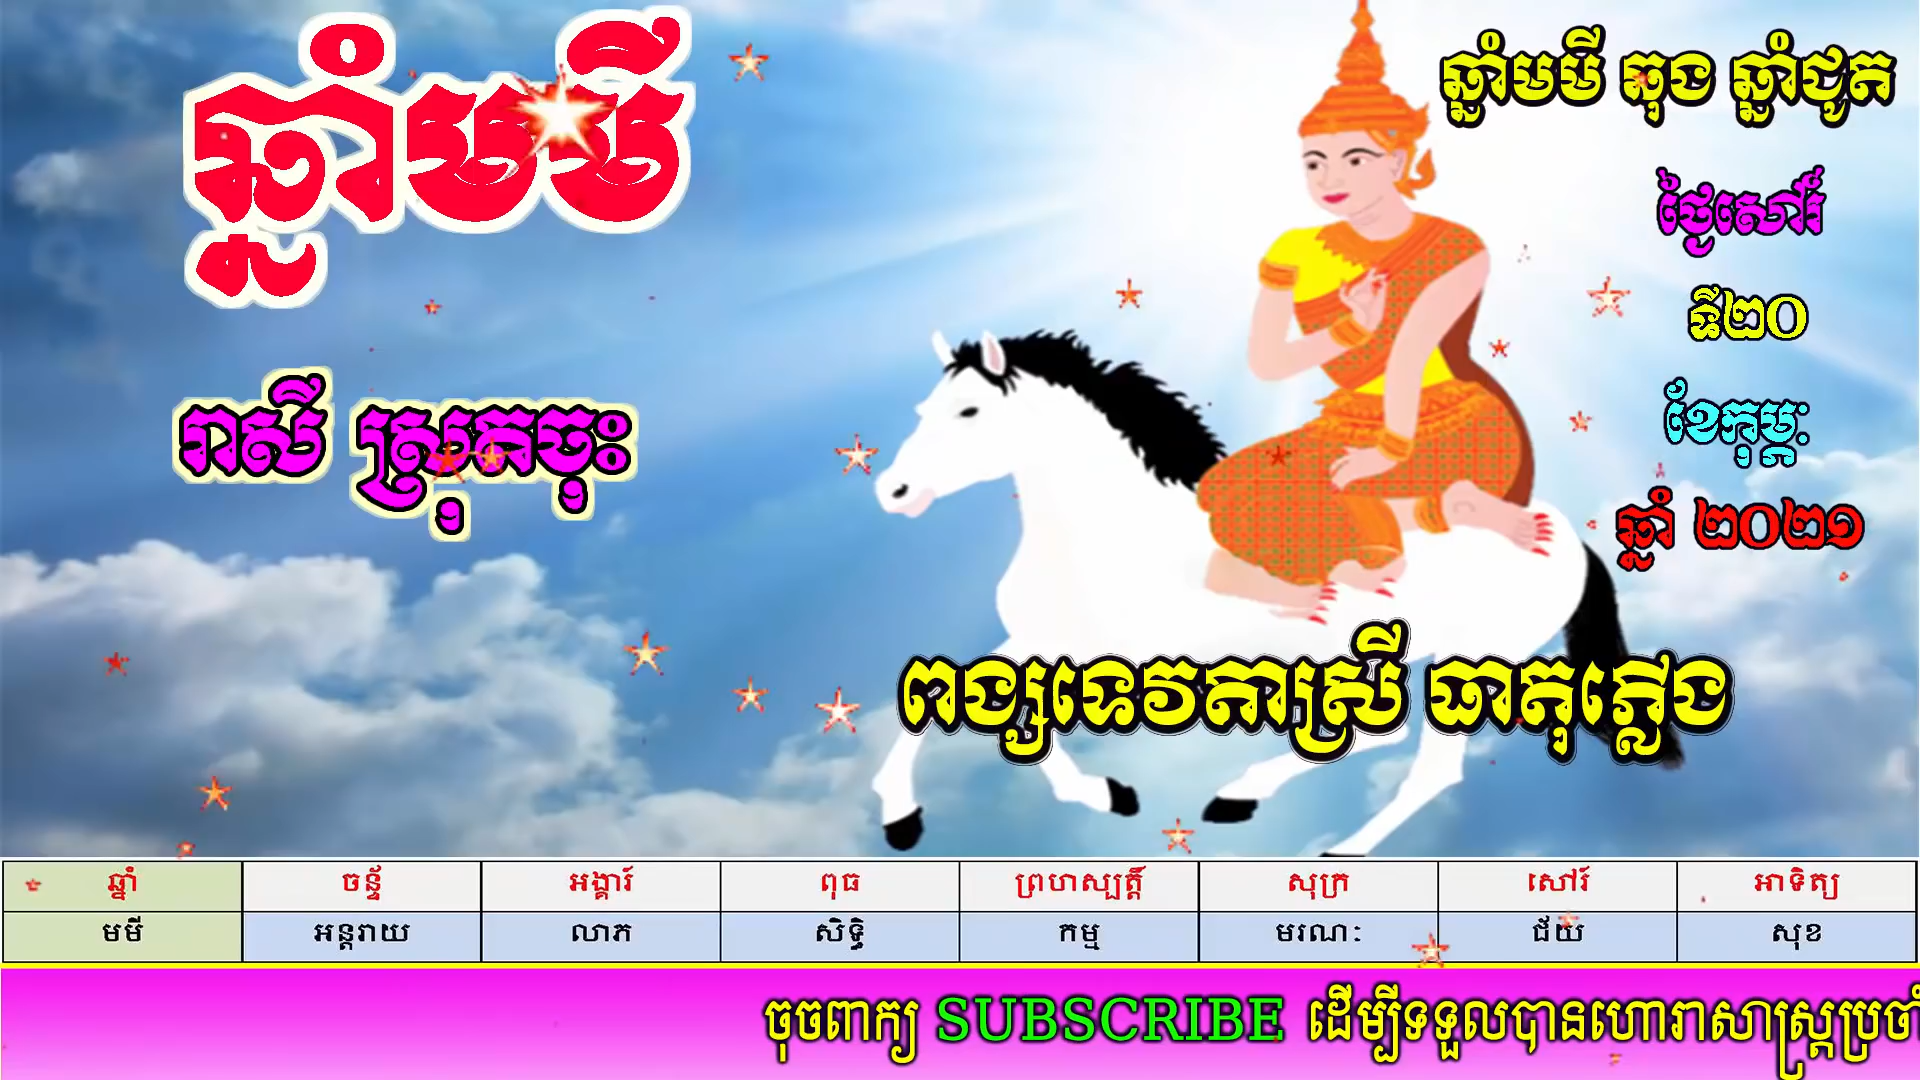 ឆ្នាំមមី
រាសី ស្រុតចុះ
ឆ្នាំមមី ឆុង ឆ្នាំជូត
ថ្ងៃសៅរ៍
ទី២០
ខែកុម្ភៈ
ឆ្នាំ ២០២១
ពង្សទេវតាស្រី ធាតុភ្លើង
ឆ្នាំ ចន្ទ័ អង្គារ៍ ពុធ ព្រហស្បត្តិ៍ សុក្រ សៅរ៍ អាទិត្យ
មមី អន្តរាយ លាភ សិទ្ធិ កម្ម មរណៈ ជ័យ សុខ
ចុចពាក្យ SUBSCRIBE ដើម្បីទទួលបានហោរាសាស្ត្រប្រចាំ